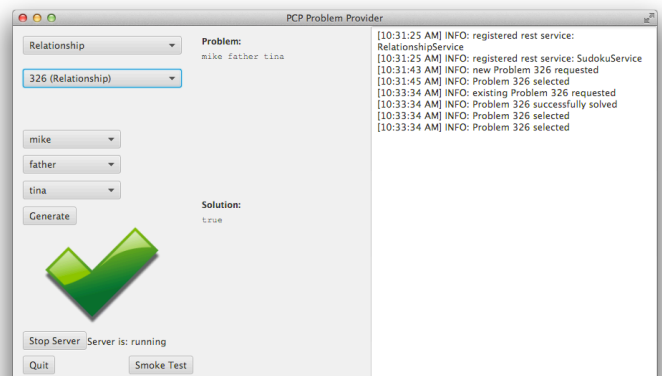 PCP Problem Provider
Relationship
326 (Relationship)
mike
father
tina
Generate
Stop Server
Server is: running
Quit
Smoke Test
Problem:
mike father tina
Solution:
true
[10:31:25 AM] INFO: registered rest service:
RelationshipService
[10:31:25 AM] INFO: registered rest service: SudokuService
[10:31:43 AM] INFO: new Problem 326 requested
[10:31:45 AM] INFO: Problem 326 selected
[10:33:34 AM] INFO: existing Problem 326 requested
[10:33:34 AM] INFO: Problem 326 successfully solved
[10:33:34 AM] INFO: Problem 326 selected
[10:33:34 AM] INFO: Problem 326 selected